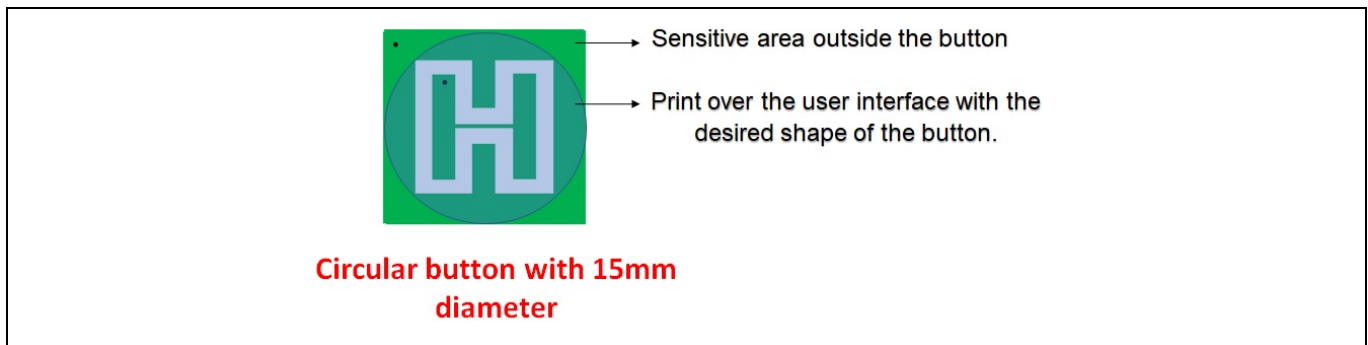 Sensitive area outside the button
Print over the user interface with the
desired shape of the button.
Circular button with 15mm
diameter